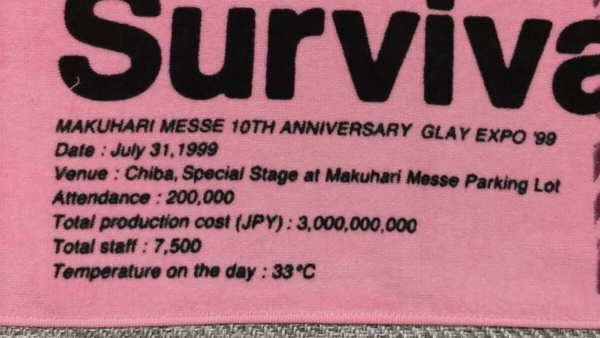 Surviva
MAKUHARI MESSE 10TH ANNIVERSARY GLAY EXPO '99
Date : July 31,1999
Venue : Chiba, Special Stage at Makuhari Messe Parking Lot
Attendance : 200,000
Total production cost (JPY) : 3,000,000,000
Total staff : 7,500
Temperature on the day : 33°C